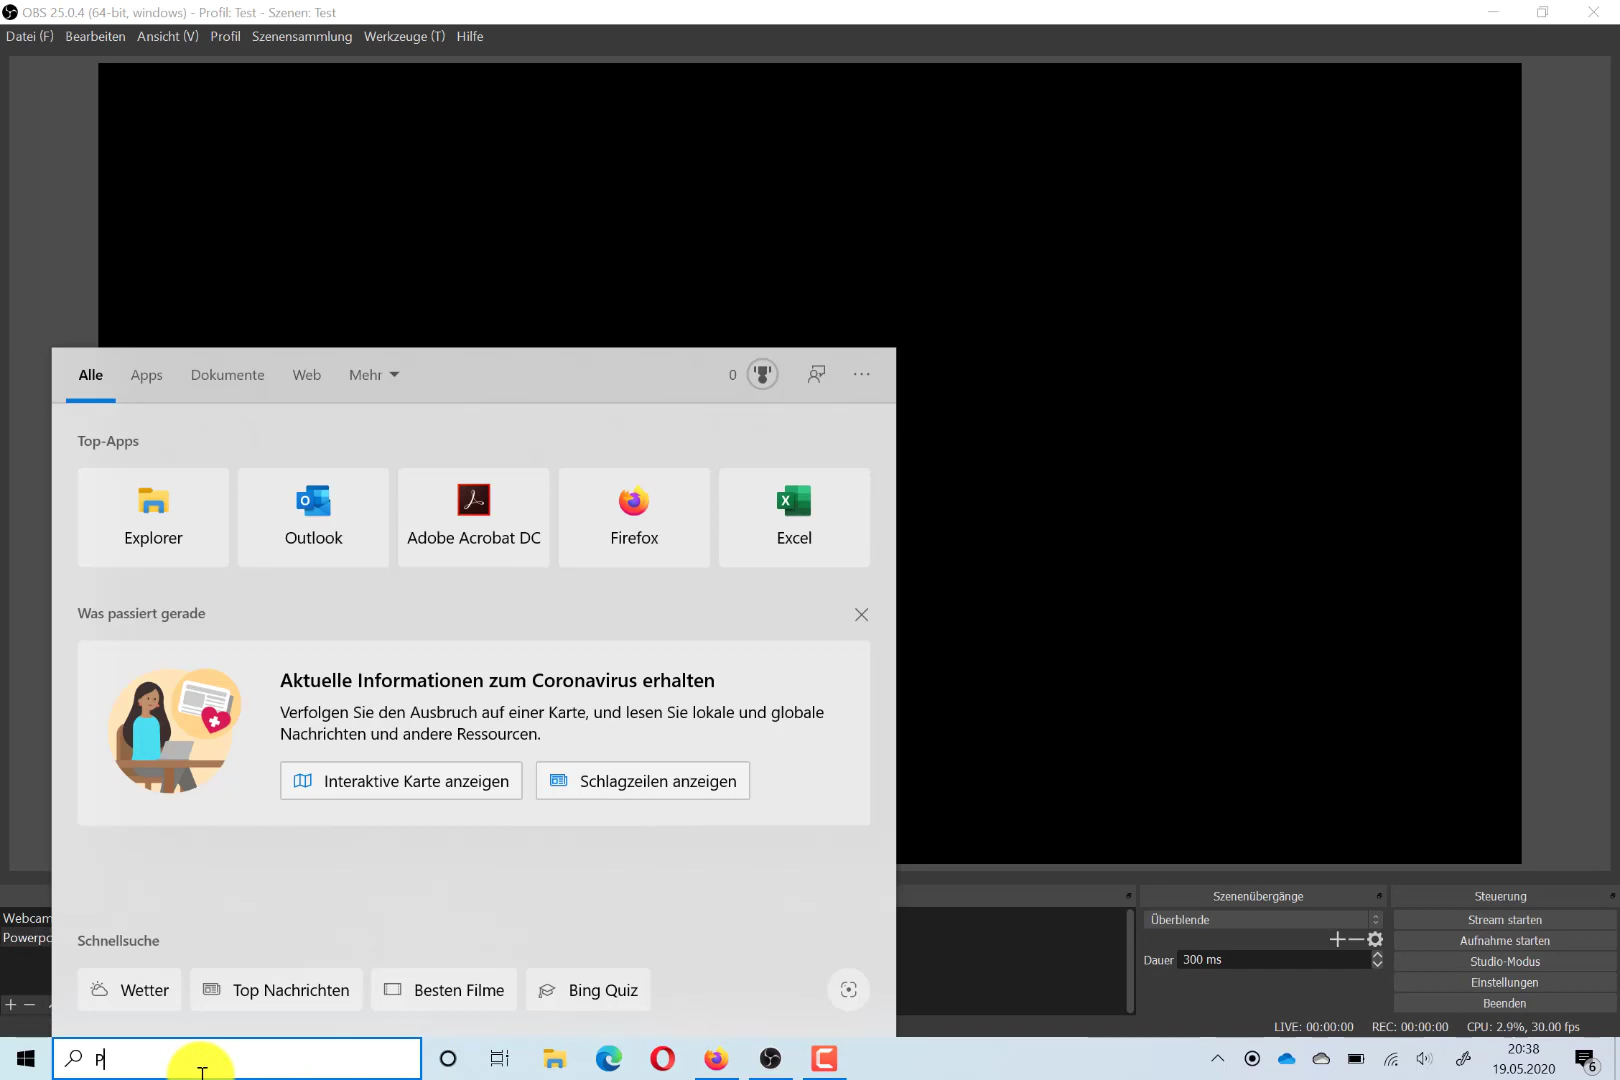 OBS 25.0.4 (64-bit, windows) - Profil: Test - Szenen: Test
Datei (F) Bearbeiten Ansicht (V) Profil Szenensammlung Werkzeuge (T) Hilfe
Alle Apps Dokumente Web Mehr 0
Top-Apps
Explorer Outlook Adobe Acrobat DC Firefox Excel
Was passiert gerade
Aktuelle Informationen zum Coronavirus erhalten
Verfolgen Sie den Ausbruch auf einer Karte, und lesen Sie lokale und globale
Nachrichten und andere Ressourcen.
Interaktive Karte anzeigen Schlagzeilen anzeigen
Schnellsuche
Wetter Top Nachrichten Besten Filme Bing Quiz
Webcam
Powerpo
Szenenübergänge
Überblende
Dauer 300 ms
Steuerung
Stream starten
Aufnahme starten
Studio-Modus
Einstellungen
Beenden
LIVE: 00:00:00 REC: 00:00:00 CPU: 2.9%, 30.00 fps
P
20:38
19.05.2020
6